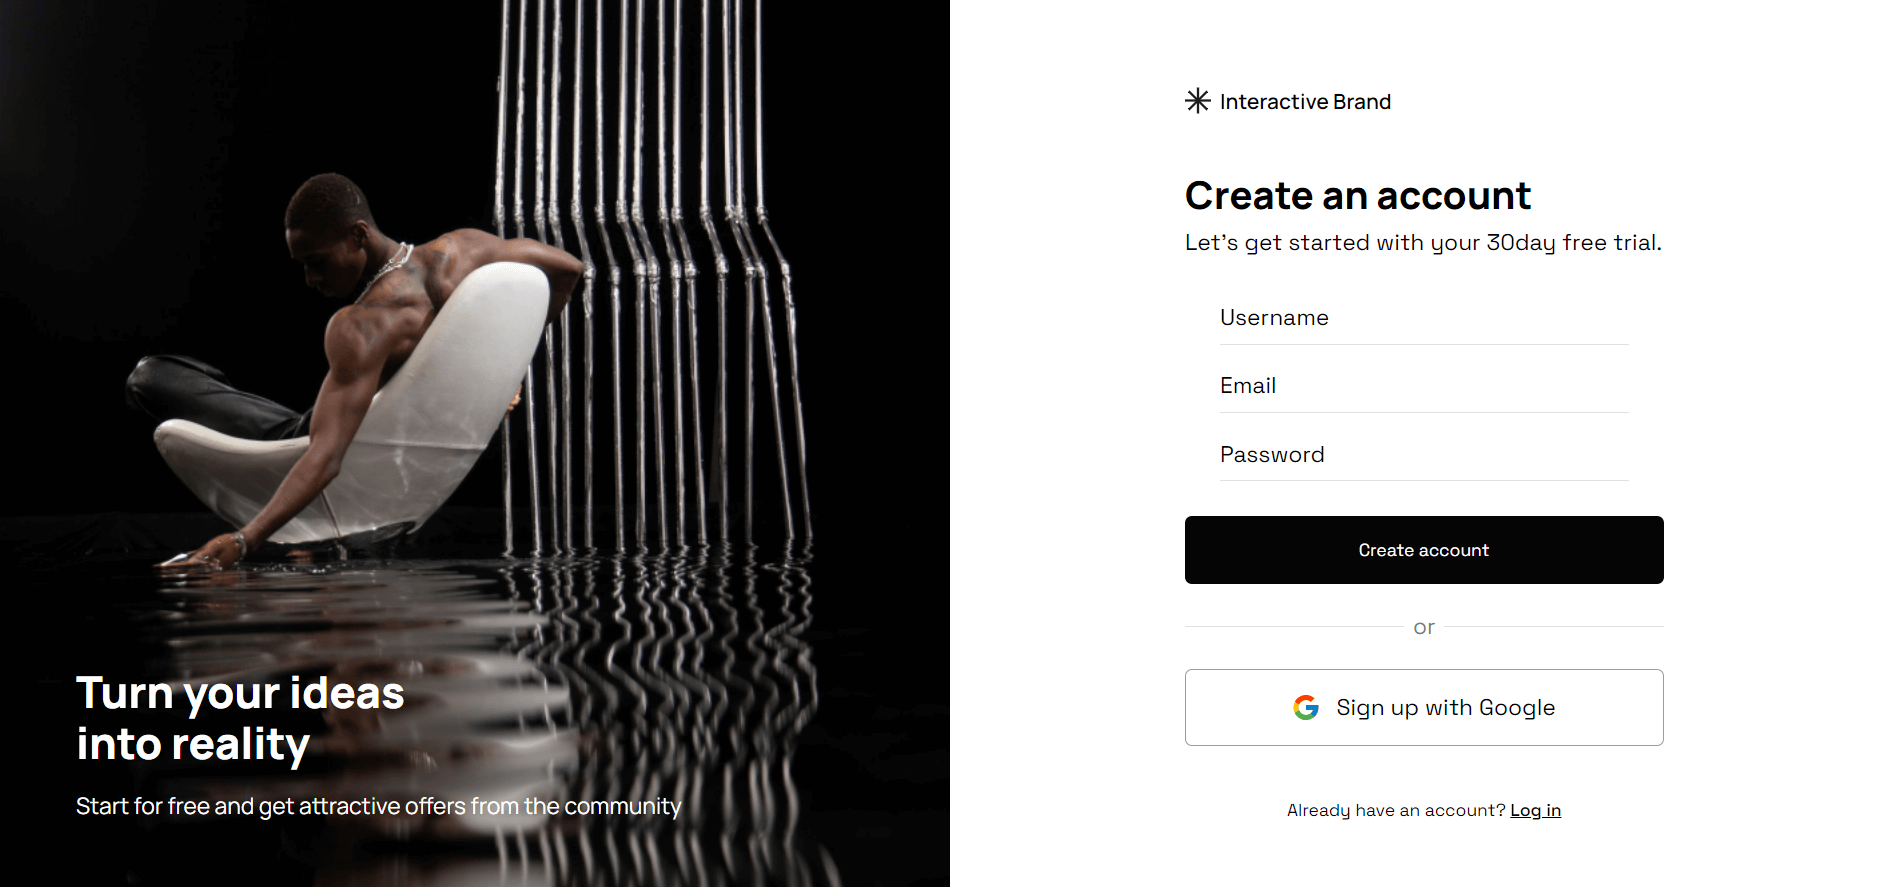 Turn your ideas
into reality
Start for free and get attractive offers from the community
Interactive Brand
Create an account
Let's get started with your 30day free trial.
Username
Email
Password
Create account
or
Sign up with Google
Already have an account? Log in